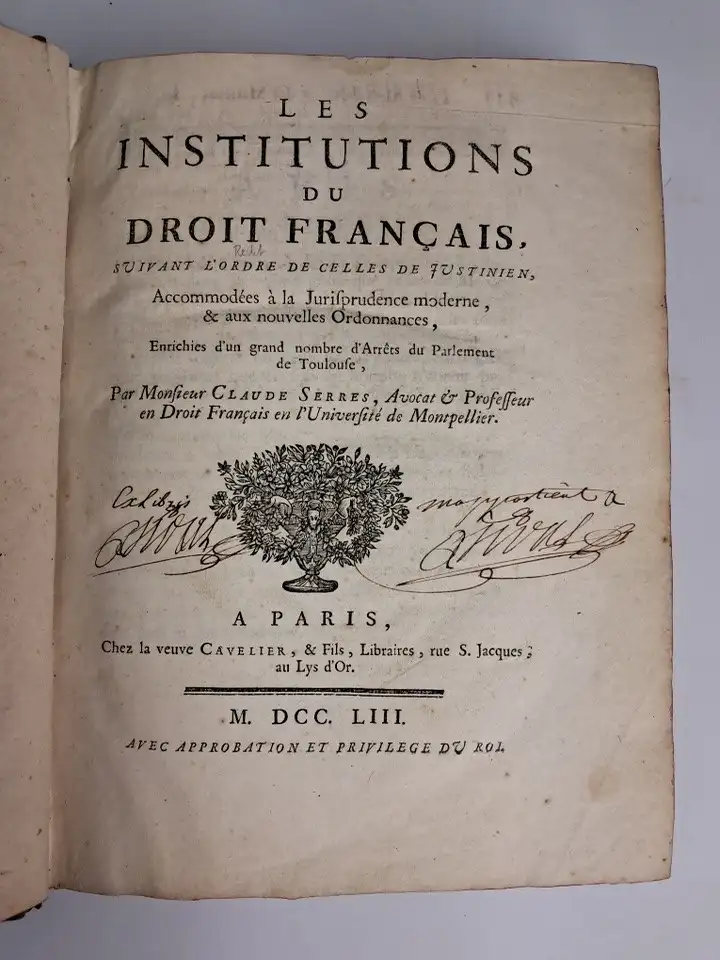 LES
INSTITUTIONS
DU
DROIT FRANÇAIS,
SUIVANT L'ORDRE DE CELLES DE JUSTINIEN,
Accommodées à la Juriſprudence moderne,
& aux nouvelles Ordonnances,
Enrichies d'un grand nombre d'Arrêts du Parlement
de Toulouſe,
Par Monſieur CLAUDE SERRES, Avocat & Profeſſeur
en Droit Français en l'Univerſité de Montpellier.
A PARIS,
Chez la veuve CAVELIER, & Fils, Libraires, rue S. Jacques;
au Lys d'Or.
M. DCC. LIII.
AVEC APPROBATION ET PRIVILEGE DU ROI.